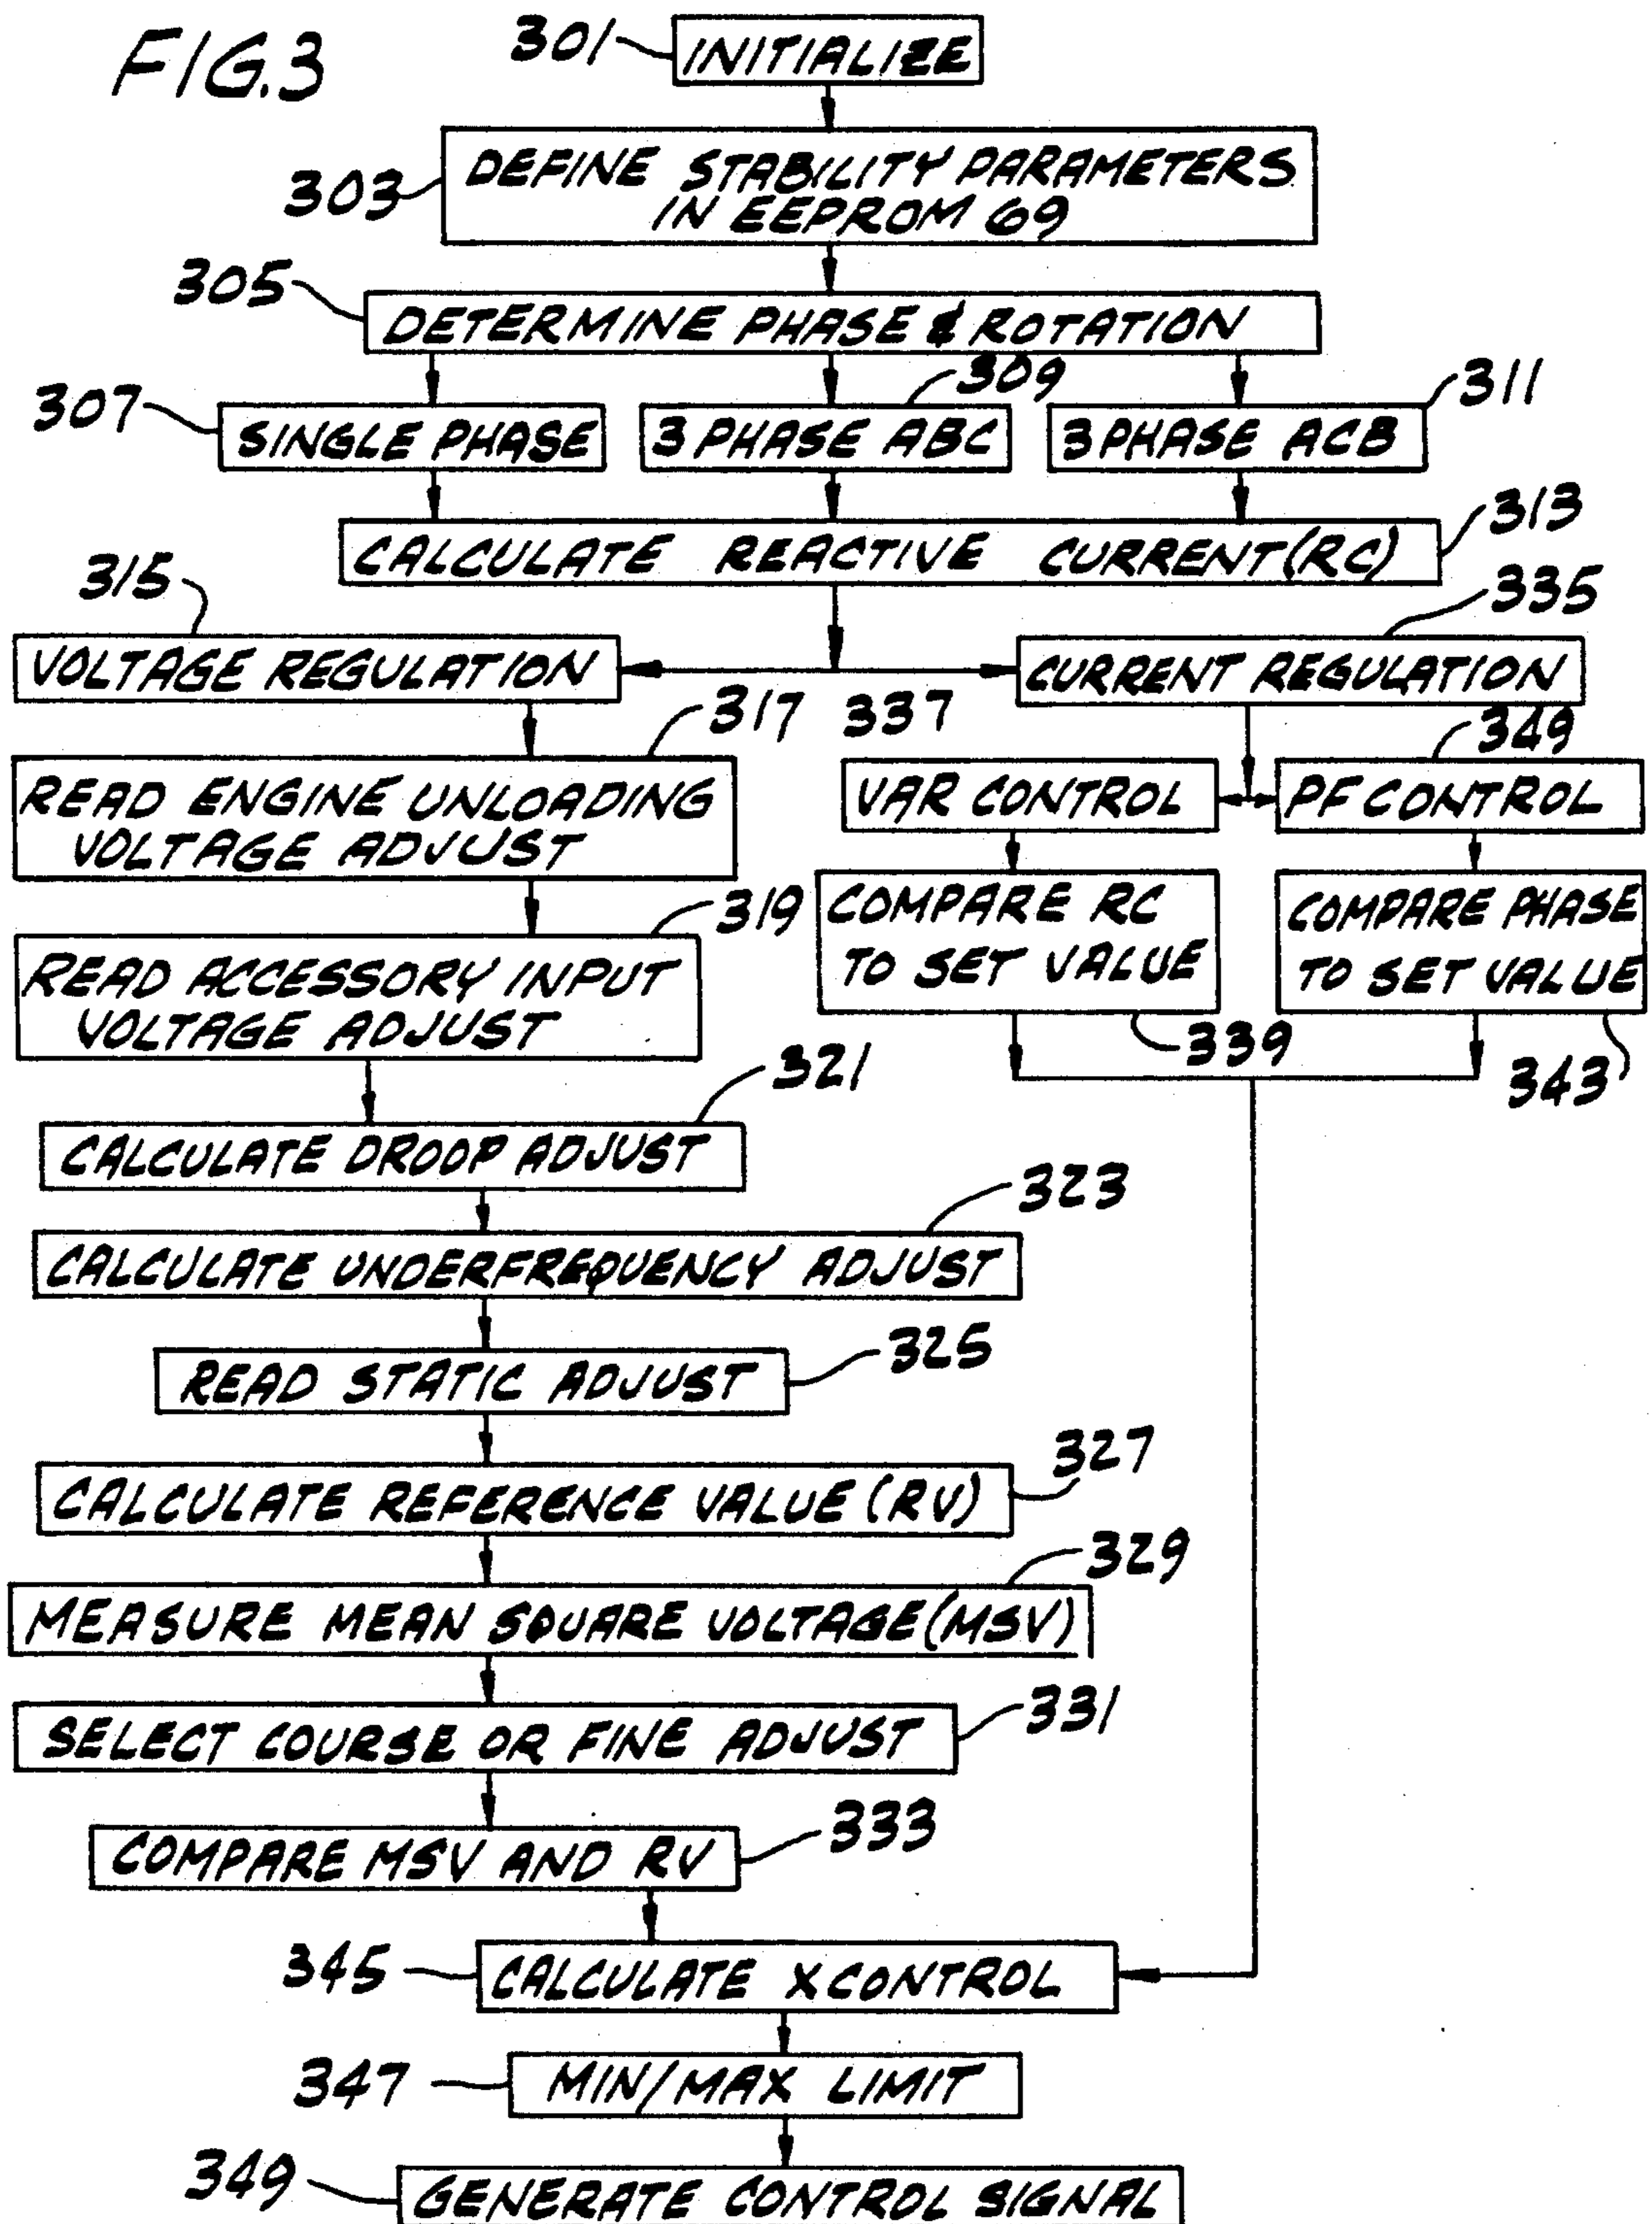 FIG.3
301
INITIALIZE
303
DEFINE STABILITY PARAMETERS
IN EEPROM 69
305
DETERMINE PHASE & ROTATION
307
309
311
SINGLE PHASE
3 PHASE ABC
3 PHASE ACB
313
CALCULATE REACTIVE CURRENT (RC)
315
335
VOLTAGE REGULATION
CURRENT REGULATION
317
337
349
READ ENGINE UNLOADING
VOLTAGE ADJUST
VAR CONTROL
PF CONTROL
319
READ ACCESSORY INPUT
VOLTAGE ADJUST
COMPARE RC
TO SET VALUE
COMPARE PHASE
TO SET VALUE
339
343
321
CALCULATE DROOP ADJUST
323
CALCULATE UNDERFREQUENCY ADJUST
325
READ STATIC ADJUST
327
CALCULATE REFERENCE VALUE (RV)
329
MEASURE MEAN SQUARE VOLTAGE (MSV)
331
SELECT COURSE OR FINE ADJUST
333
COMPARE MSV AND RV
345
CALCULATE XCONTROL
347
MIN/MAX LIMIT
349
GENERATE CONTROL SIGNAL